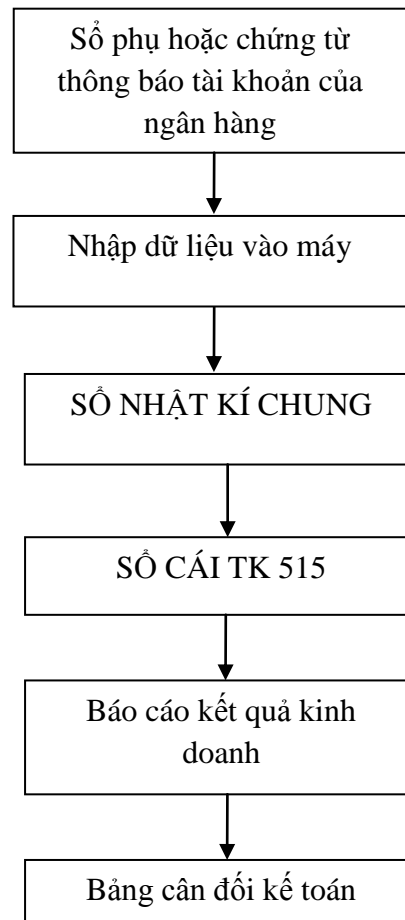 Sổ phụ hoặc chứng từ
thông báo tài khoản của
ngân hàng
Nhập dữ liệu vào máy
SỔ NHẬT KÍ CHUNG
SỔ CÁI TK 515
Báo cáo kết quả kinh
doanh
Bảng cân đối kế toán